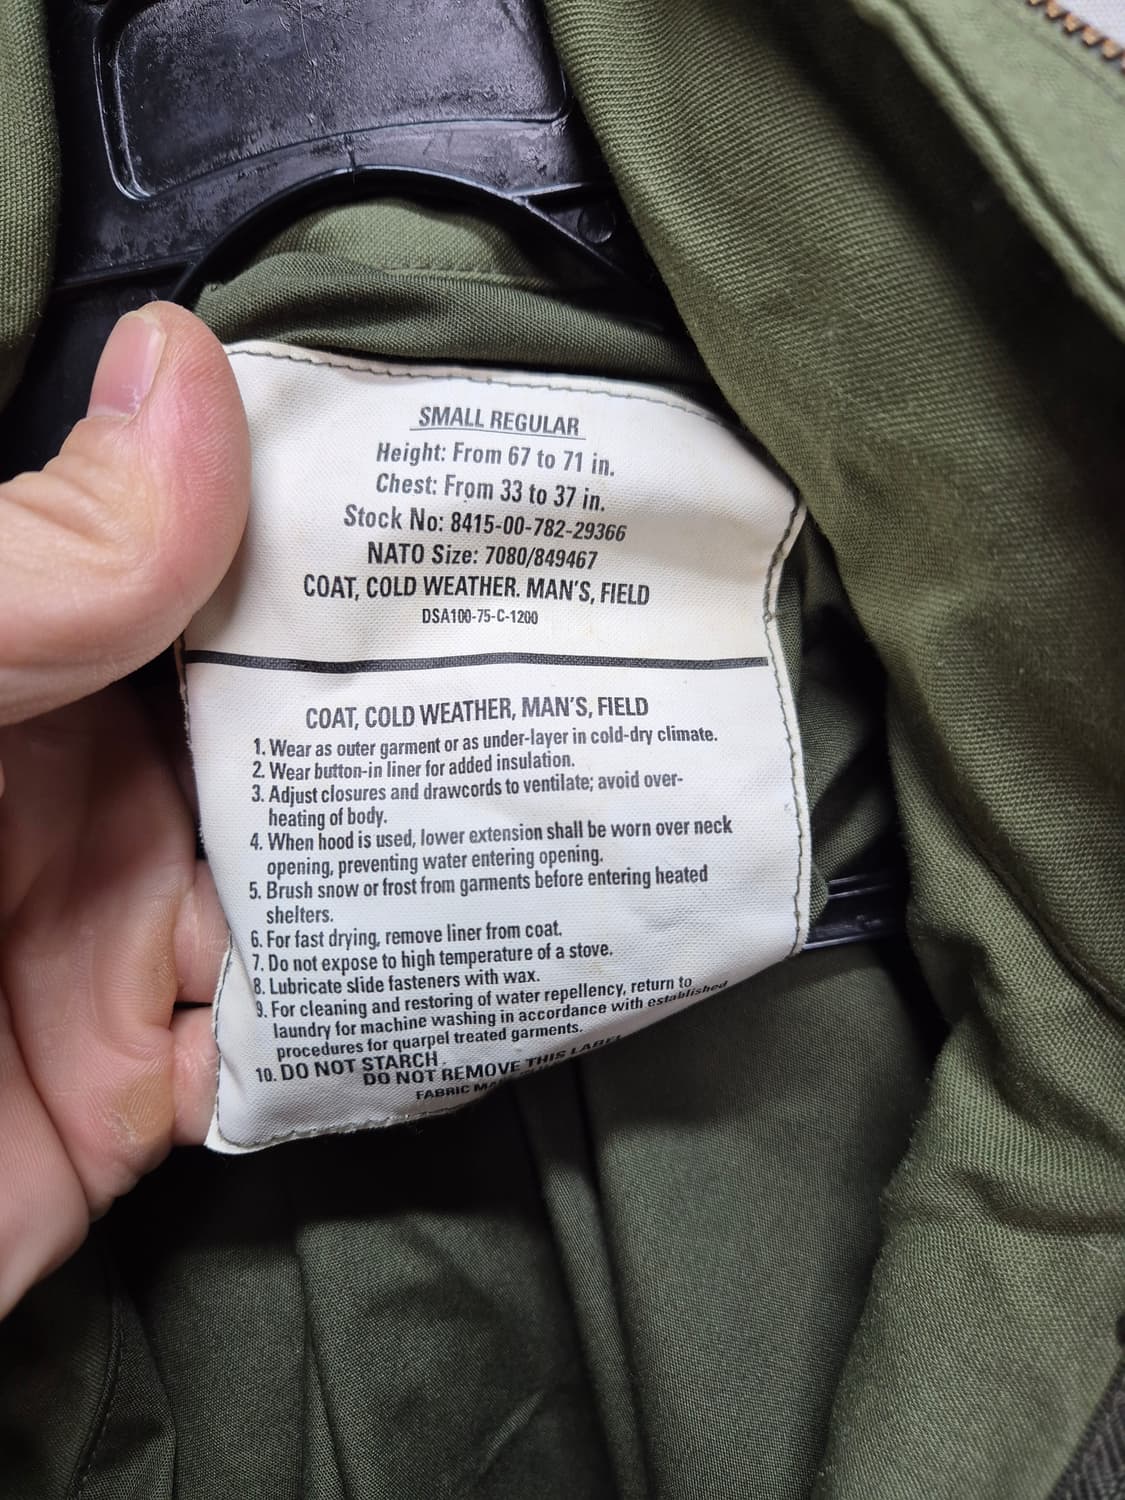 SMALL REGULAR
Height: From 67 to 71 in.
Chest: From 33 to 37 in.
Stock No: 8415-00-782-29366
NATO Size: 7080/849467
COAT, COLD WEATHER. MAN'S, FIELD
DSA100-75-C-1200
COAT, COLD WEATHER, MAN'S, FIELD
1. Wear as outer garment or as under-layer in cold-dry climate.
2. Wear button-in liner for added insulation.
3. Adjust closures and drawcords to ventilate; avoid over-
heating of body.
4. When hood is used, lower extension shall be worn over neck
opening, preventing water entering opening.
5. Brush snow or frost from garments before entering heated
shelters.
6. For fast drying, remove liner from coat.
7. Do not expose to high temperature of a stove.
8. Lubricate slide fasteners with wax.
9. For cleaning and restoring of water repellency, return to
laundry for machine washing in accordance with established
procedures for quarpel treated garments.
10. DO NOT STARCH.
DO NOT REMOVE THIS LABEL
FABRIC